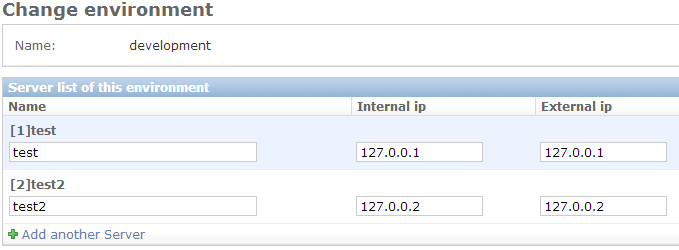 Change environment
Name: development
Server list of this environment
Name Internal ip External ip
[1]test
test 127.0.0.1 127.0.0.1
[2]test2
test2 127.0.0.2 127.0.0.2
Add another Server